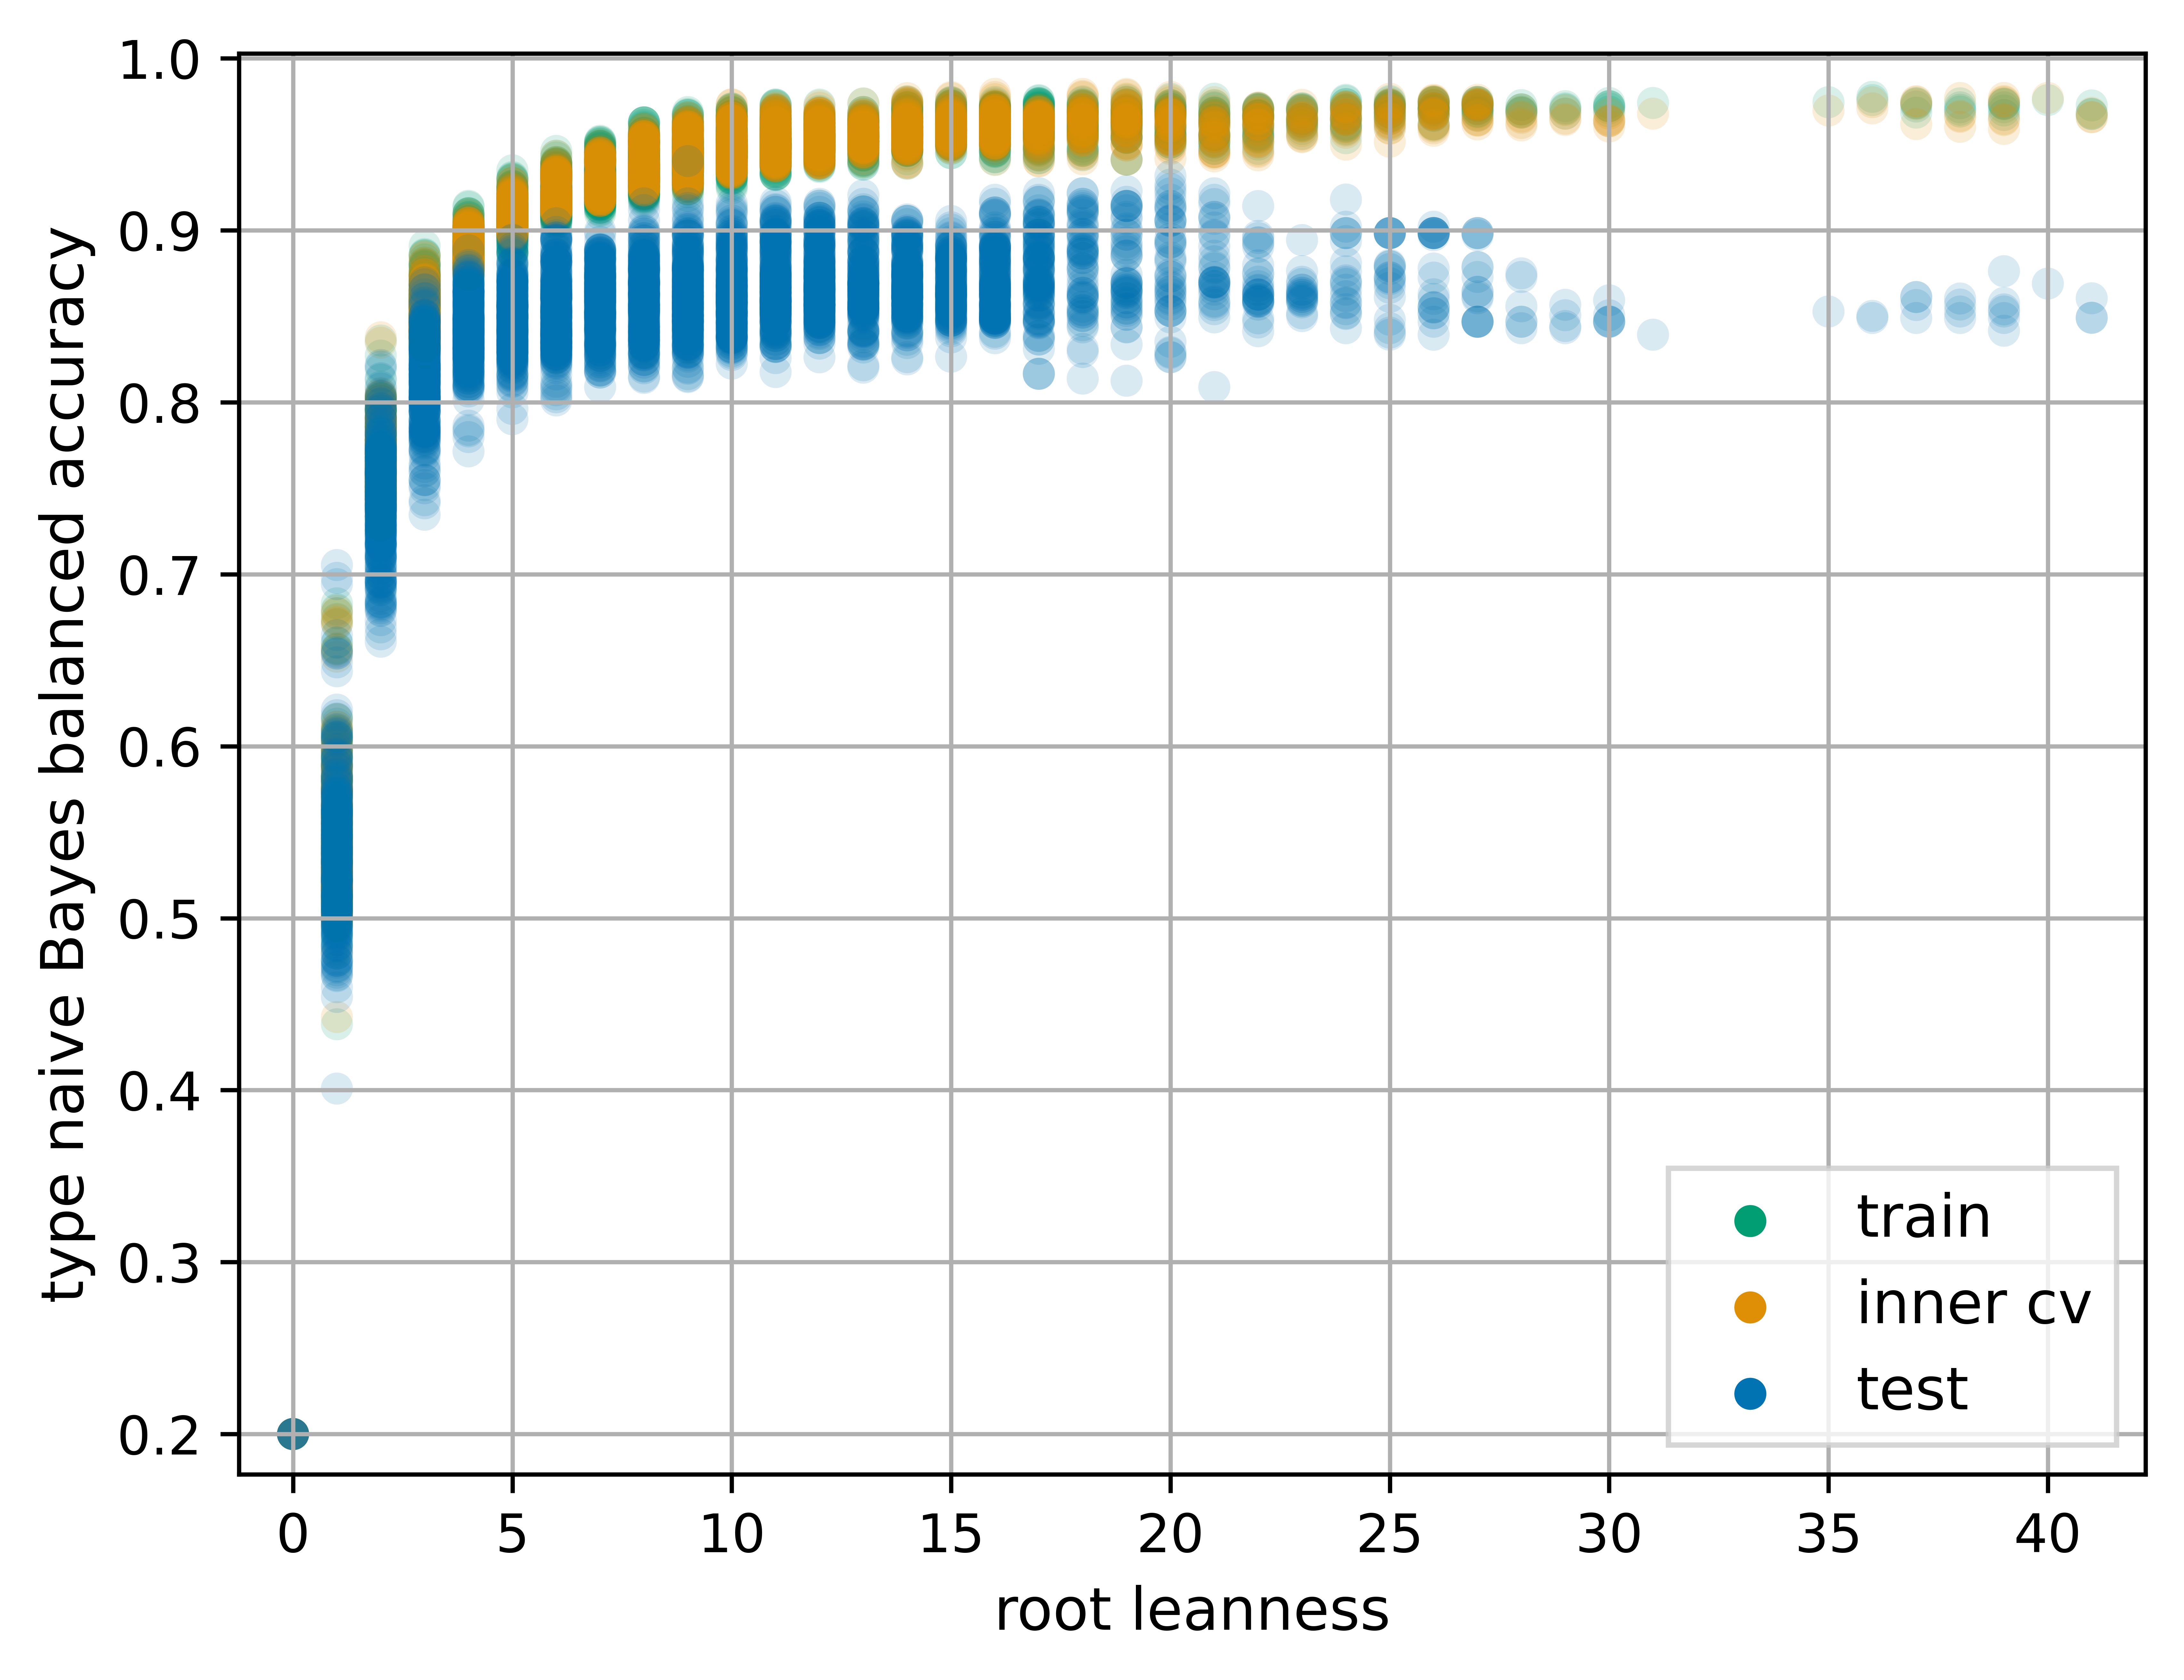 type naive Bayes balanced accuracy
1.0
0.9
0.8
0.7
0.6
0.5
0.4
0.3
0.2
train
inner cv
test
0 5 10 15 20 25 30 35 40
root leanness